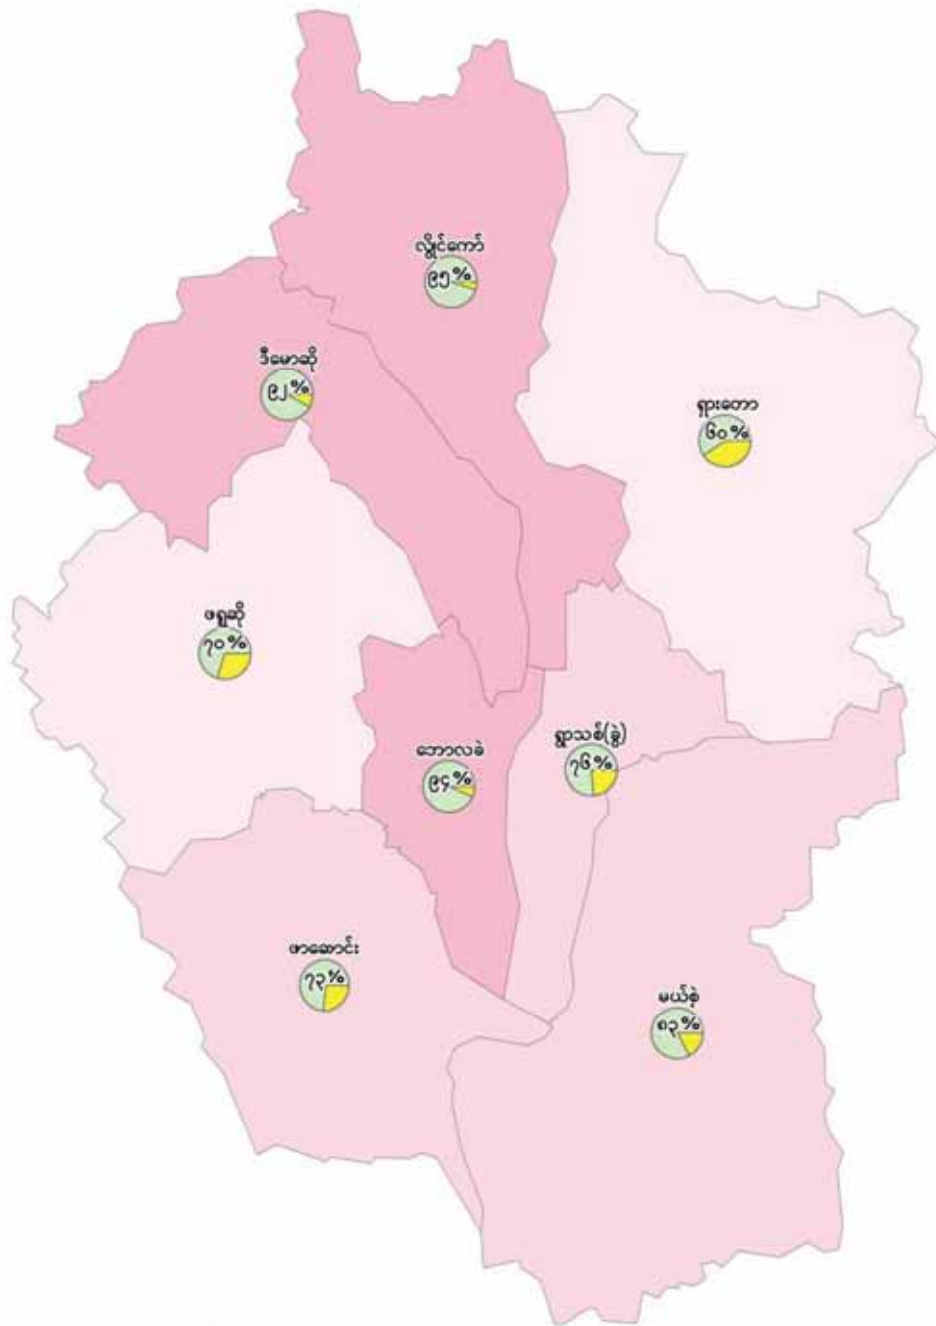 လွိုင်ကော်
၉၅%
ဒီမောဆို
၉၂%
ရှားတော
၆၀%
ဖရူဆို
၇၀%
ဘောလခဲ
၉၄%
ရွာသစ်(ခွဲ)
၇၆%
ဖာဆောင်း
၇၃%
မယ်စဲ့
၈၃%